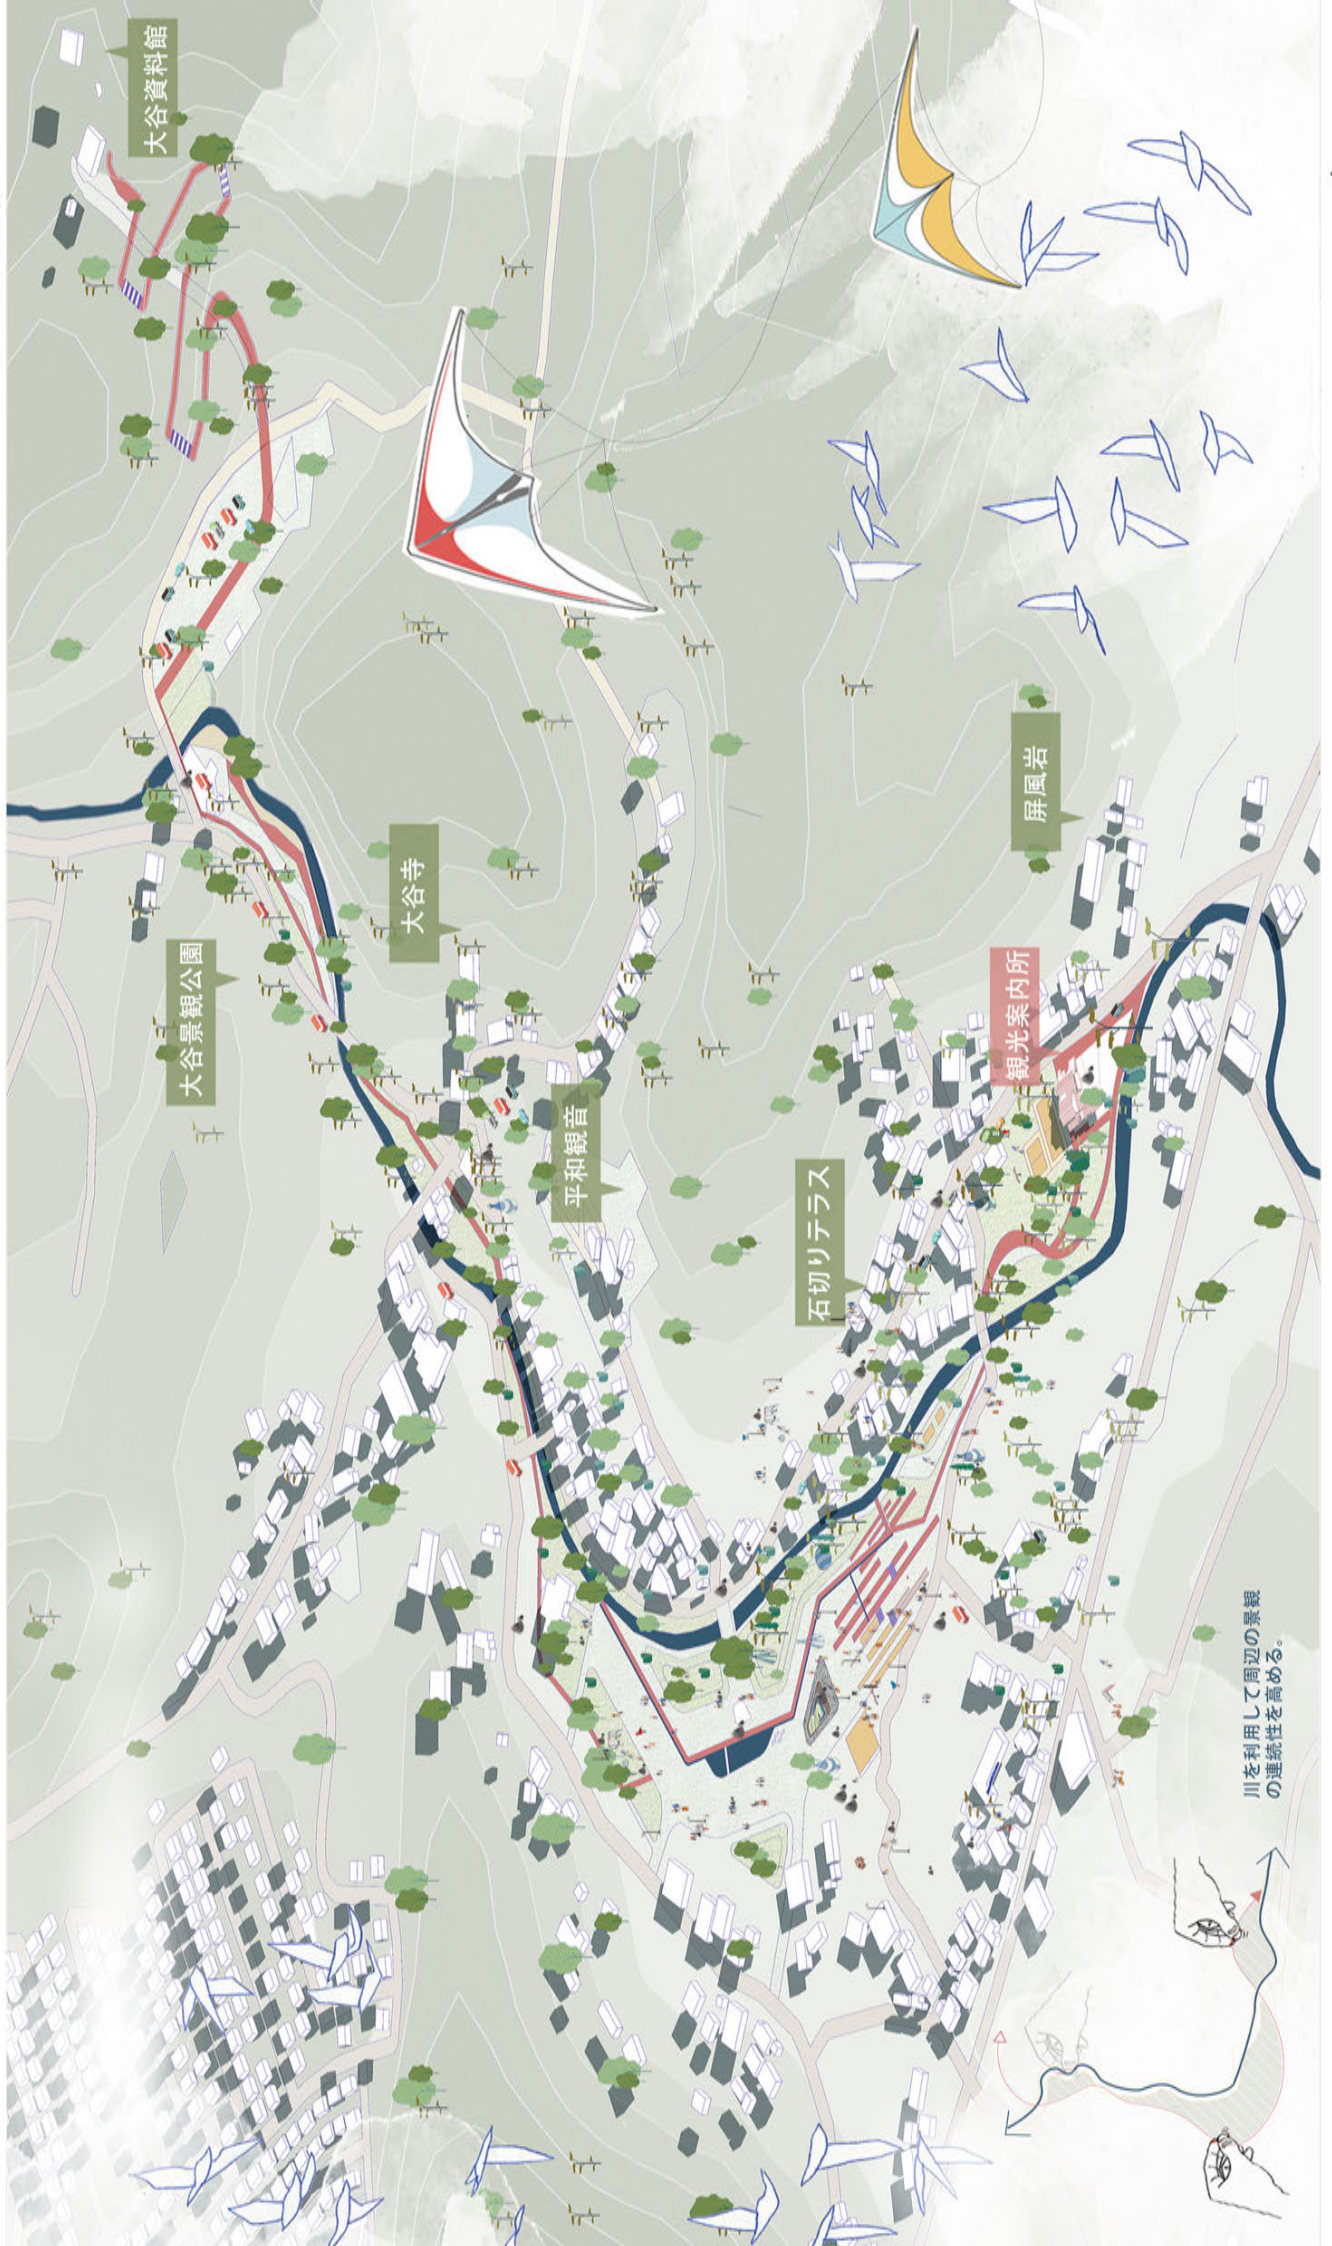 大谷資料館
大谷景観公園
大谷寺
平和観音
石切りテラス
観光案内所
屏風岩
川を利用して周辺の景観
の連続性を高める。